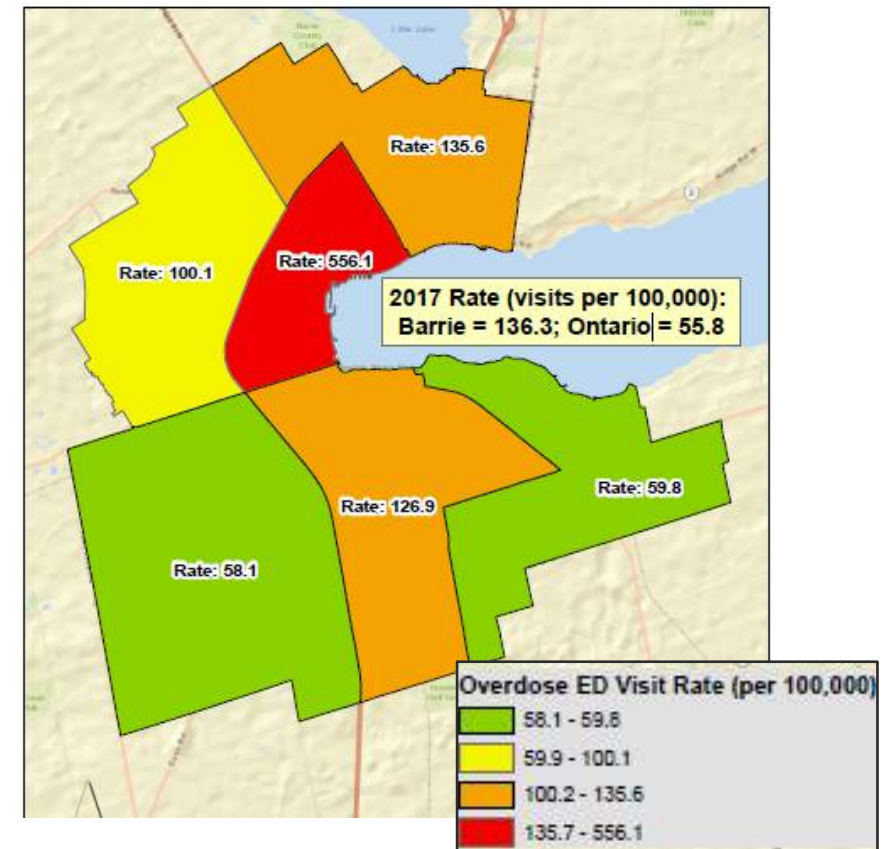 Little Lake
Rate: 135.6
Rate: 556.1
Rate: 100.1
2017 Rate (visits per 100,000):
Barrie = 136.3; Ontario = 55.8
Rate: 59.8
Rate: 126.9
Rate: 58.1
Overdose ED Visit Rate (per 100,000)
58.1 - 59.8
59.9 - 100.1
100.2 - 135.6
135.7 - 556.1